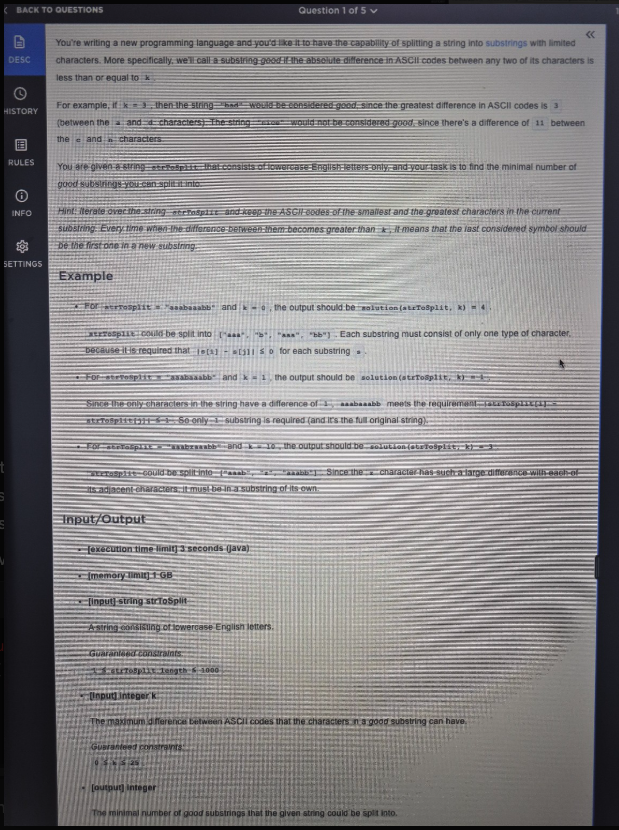 BACK TO QUESTIONS
Question 1 of 5
DESC
HISTORY
RULES
INFO
SETTINGS
You're writing a new programming language and you'd like it to have the capability of splitting a string into substrings with limited
characters. More specifically, we'll call a substring good if the absolute difference in ASCII codes between any two of its characters is
less than or equal to k.
For example, if k = 3, then the string "bad" would be considered good, since the greatest difference in ASCII codes is 3
(between the a and d characters). The string "nice" would not be considered good, since there's a difference of 11 between
the c and n characters.
You are given a string strToSplit that consists of lowercase English letters only, and your task is to find the minimal number of
good substrings you can split it into.
Hint: Iterate over the string strToSplit and keep the ASCII codes of the smallest and the greatest characters in the current
substring. Every time when the difference between them becomes greater than k, it means that the last considered symbol should
be the first one in a new substring.
Example
• For strToSplit = "aaabaaabb" and k = 0, the output should be solution(strToSplit, k) = 4.
strToSplit could be split into ["aaa", "b", "aaa", "bb"]. Each substring must consist of only one type of character,
because it is required that |s[i] - s[j]| ≤ 0 for each substring s.
• For strToSplit = "aaabaaabb" and k = 1, the output should be solution(strToSplit, k) = 1.
Since the only characters in the string have a difference of 1, aaabaaabb meets the requirement |strToSplit[i] -
strToSplit[j]| ≤ 1. So only 1 substring is required (and it's the full original string).
• For and k = 10, the output should be solution(strToSplit, k) = 3.
strToSplit could be split into Since the character has such a large difference with each of
its adjacent characters, it must be in a substring of its own.
Input/Output
• [execution time limit] 3 seconds (java)
• [memory limit] 1 GB
• [input] string strToSplit
A string consisting of lowercase English letters.
Guaranteed constraints:
1 ≤ strToSplit.length ≤ 1000.
• [input] integer k
The maximum difference between ASCII codes that the characters in a good substring can have.
Guaranteed constraints:
0 ≤ k ≤ 25.
• [output] integer
The minimal number of good substrings that the given string could be split into.